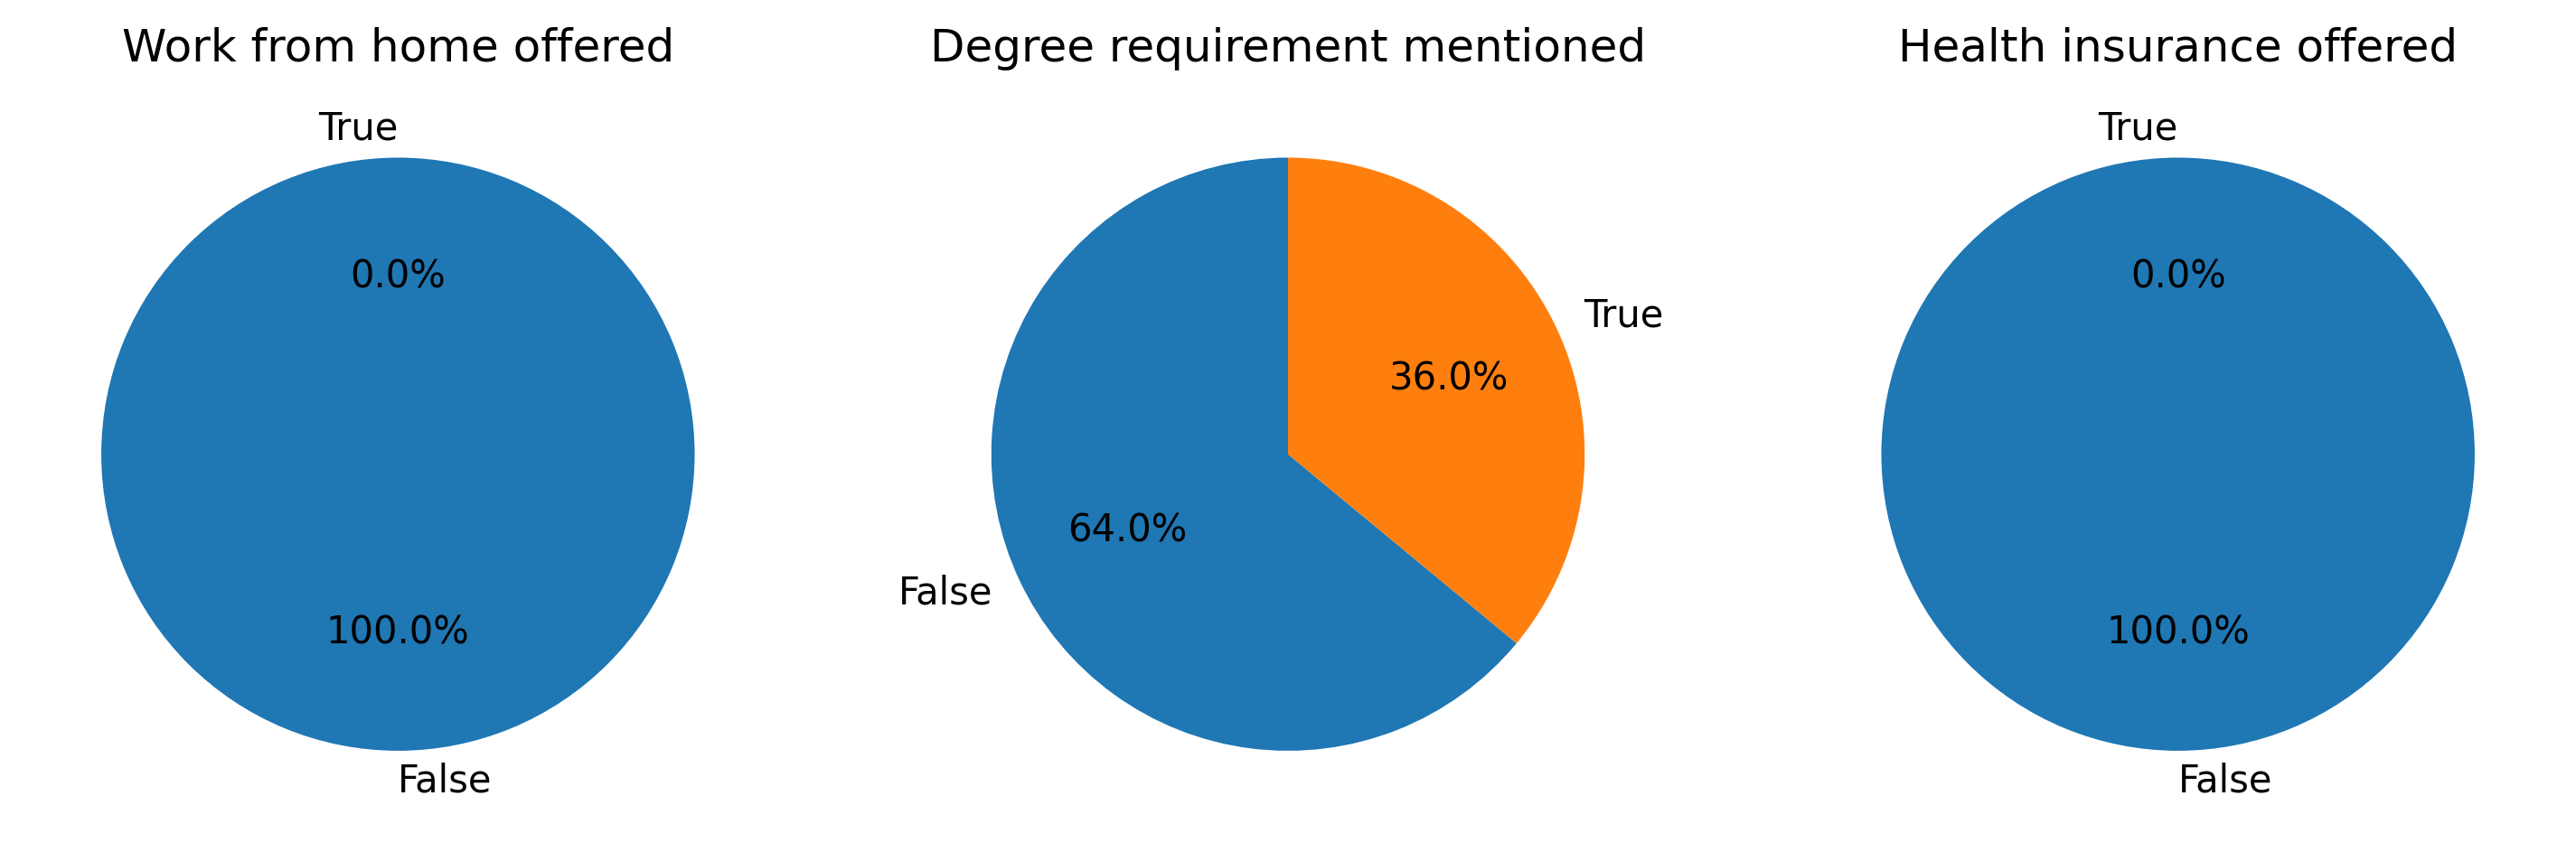 Work from home offered
True
0.0%
100.0%
False
Degree requirement mentioned
True
36.0%
64.0%
False
Health insurance offered
True
0.0%
100.0%
False